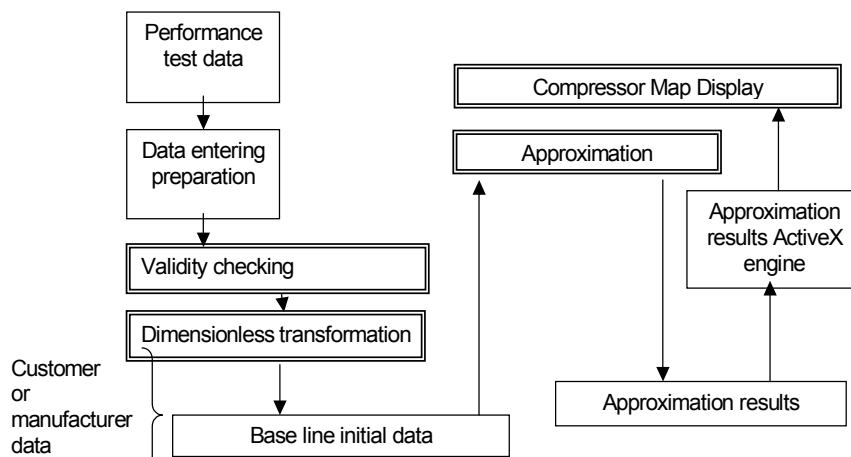 Performance
test data
Data entering
preparation
Validity checking
Dimensionless transformation
Customer
or
manufacturer
data
Base line initial data
Compressor Map Display
Approximation
Approximation
results ActiveX
engine
Approximation results